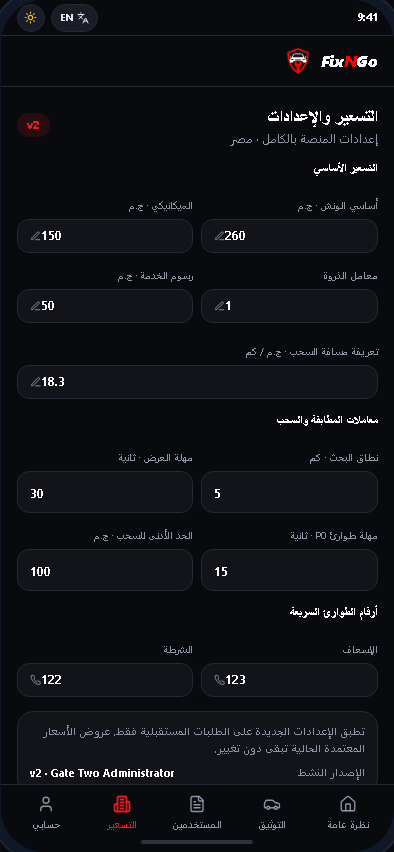 9:41
EN
FixNGo
التسعير والإعدادات
v2
إعدادات المنصة بالكامل · مصر
التسعير الأساسي
أساسي الونش · ج.م
الميكانيكي · ج.م
260
150
معامل الذروة
رسوم الخدمة · ج.م
1
50
تعريفة مسافة السحب · ج.م / كم
18.3
معاملات المطابقة والسحب
نطاق البحث · كم
مهلة العرض · ثانية
5
30
مهلة طوارئ P0 · ثانية
الحد الأدنى للسحب · ج.م
15
100
أرقام الطوارئ السريعة
الإسعاف
الشرطة
123
122
تطبق الإعدادات الجديدة على الطلبات المستقبلية فقط. عروض الأسعار
المعتمدة الحالية تبقى دون تغيير.
الإصدار النشط
v2 · Gate Two Administrator
نظرة عامة
التوثيق
المستخدمين
التسعير
حسابي